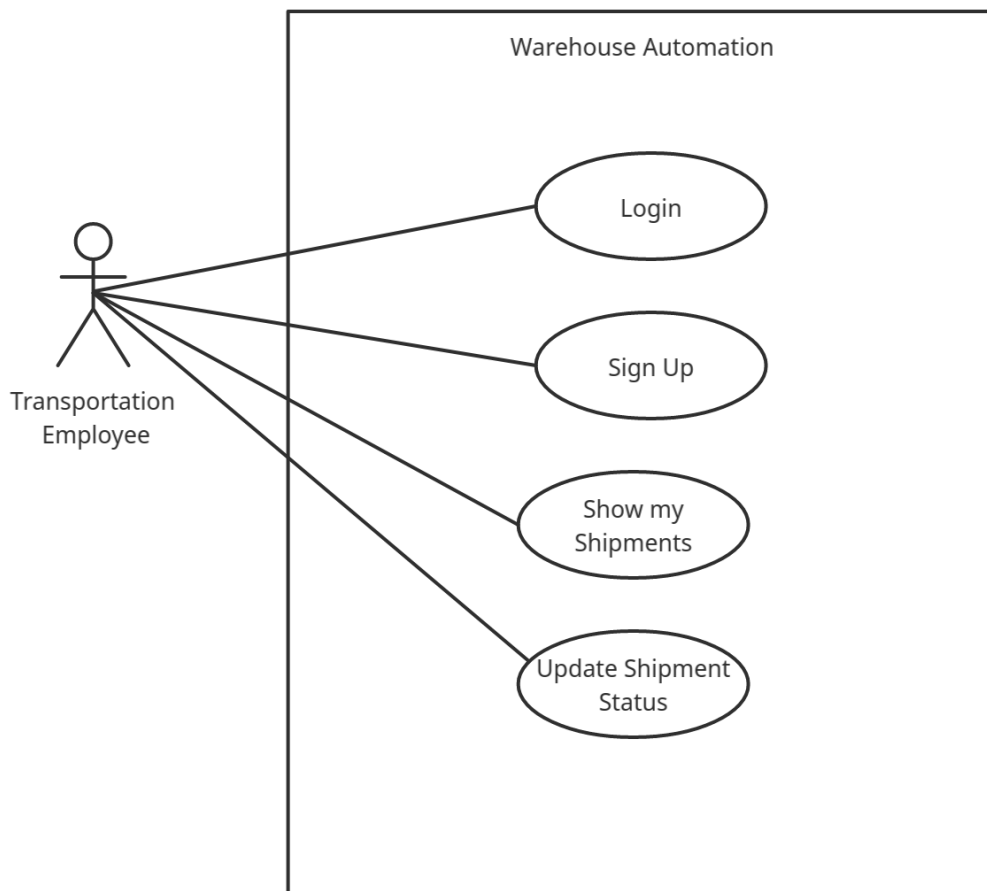 Warehouse Automation
Login
Sign Up
Transportation
Employee
Show my
Shipments
Update Shipment
Status